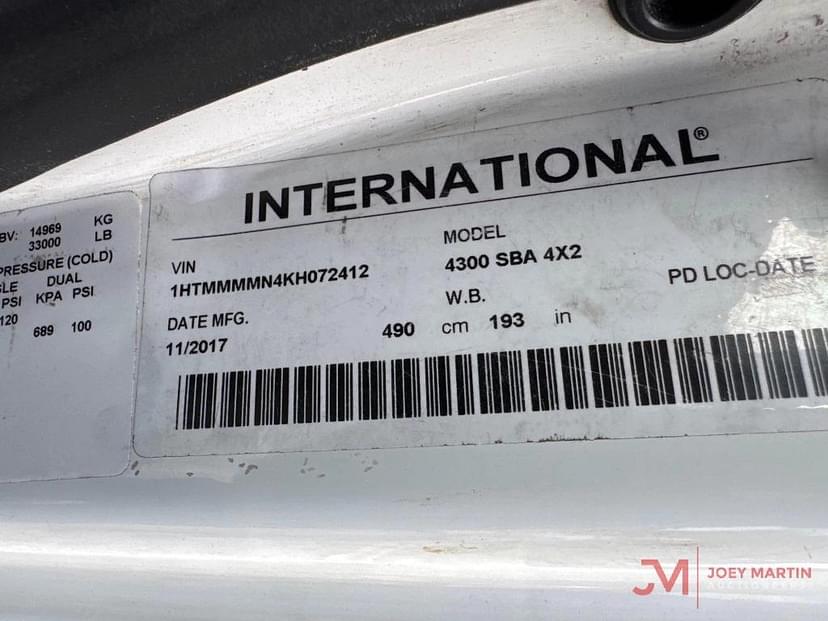 BV: 14969 KG
33000 LB
PRESSURE (COLD)
DUAL
PSI KPA PSI
120 689 100
INTERNATIONAL®
VIN
1HTMMMMN4KH072412
MODEL
4300 SBA 4X2
DATE MFG.
11/2017
W.B.
490 cm 193 in
PD LOC-DATE
JM JOEY MARTIN